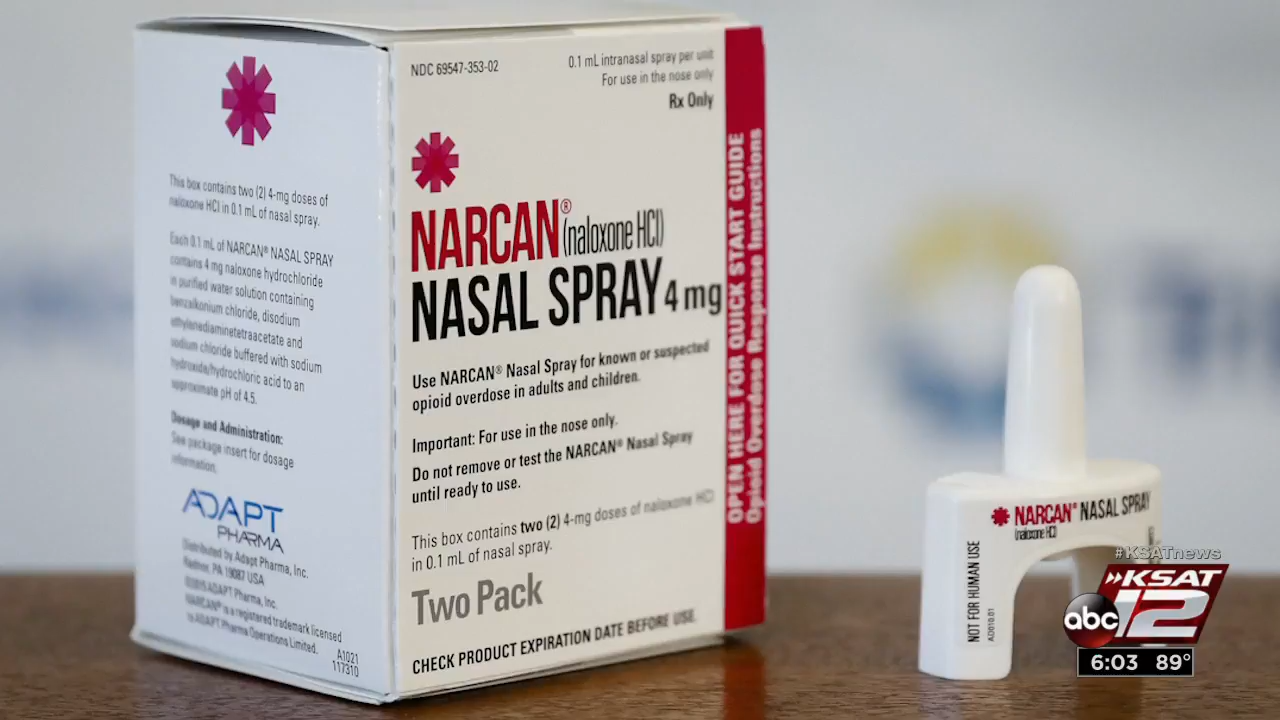 This box contains two (2) 4-mg doses of
naloxone HCl in 0.1 mL of nasal spray.
Each 0.1 mL of NARCAN® NASAL SPRAY
contains 4 mg naloxone hydrochloride
in purified water solution containing
benzalkonium chloride, disodium
ethylenediaminetetraacetate and
sodium chloride buffered with sodium
hydroxide/hydrochloric acid to an
approximate pH of 4.5.
Dosage and Administration:
See package insert for dosage
information.
ADAPT
PHARMA
Distributed by Adapt Pharma, Inc.
Radnor, PA 19087 USA
©2015 ADAPT Pharma, Inc.
NARCAN® is a registered trademark licensed
to ADAPT Pharma Operations Limited.
A1021
117310
NDC 69547-353-02
0.1 mL intranasal spray per unit
For use in the nose only
Rx Only
NARCAN® (naloxone HCl)
NASAL SPRAY 4 mg
Use NARCAN® Nasal Spray for known or suspected
opioid overdose in adults and children.
Important: For use in the nose only.
Do not remove or test the NARCAN® Nasal Spray
until ready to use.
This box contains two (2) 4-mg doses of naloxone HCl
in 0.1 mL of nasal spray.
Two Pack
CHECK PRODUCT EXPIRATION DATE BEFORE USE.
OPEN HERE FOR QUICK START GUIDE
Opioid Overdose Response Instructions
NARCAN® NASAL SPRAY
(naloxone HCl)
NOT FOR HUMAN USE
AD010.01
#KSATnews
KSAT
abc 12
6:03 89°